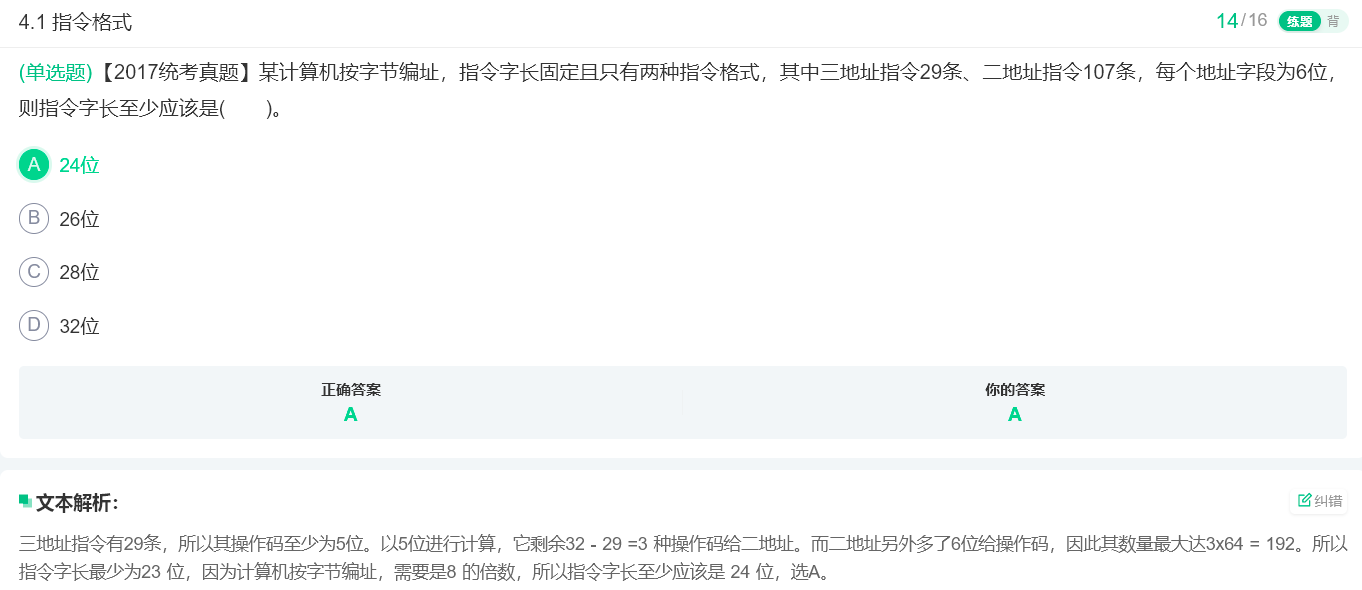 4.1 指令格式
14/16 练题 背
(单选题)【2017统考真题】某计算机按字节编址，指令字长固定且只有两种指令格式，其中三地址指令29条、二地址指令107条，每个地址字段为6位，
则指令字长至少应该是(  )。
A 24位
B 26位
C 28位
D 32位
正确答案 你的答案
A A
文本解析：
纠错
三地址指令有29条，所以其操作码至少为5位。以5位进行计算，它剩余32 - 29 =3 种操作码给二地址。而二地址另外多了6位给操作码，因此其数量最大达3x64 = 192。所以
指令字长最少为23 位，因为计算机按字节编址，需要是8 的倍数，所以指令字长至少应该是 24 位，选A。